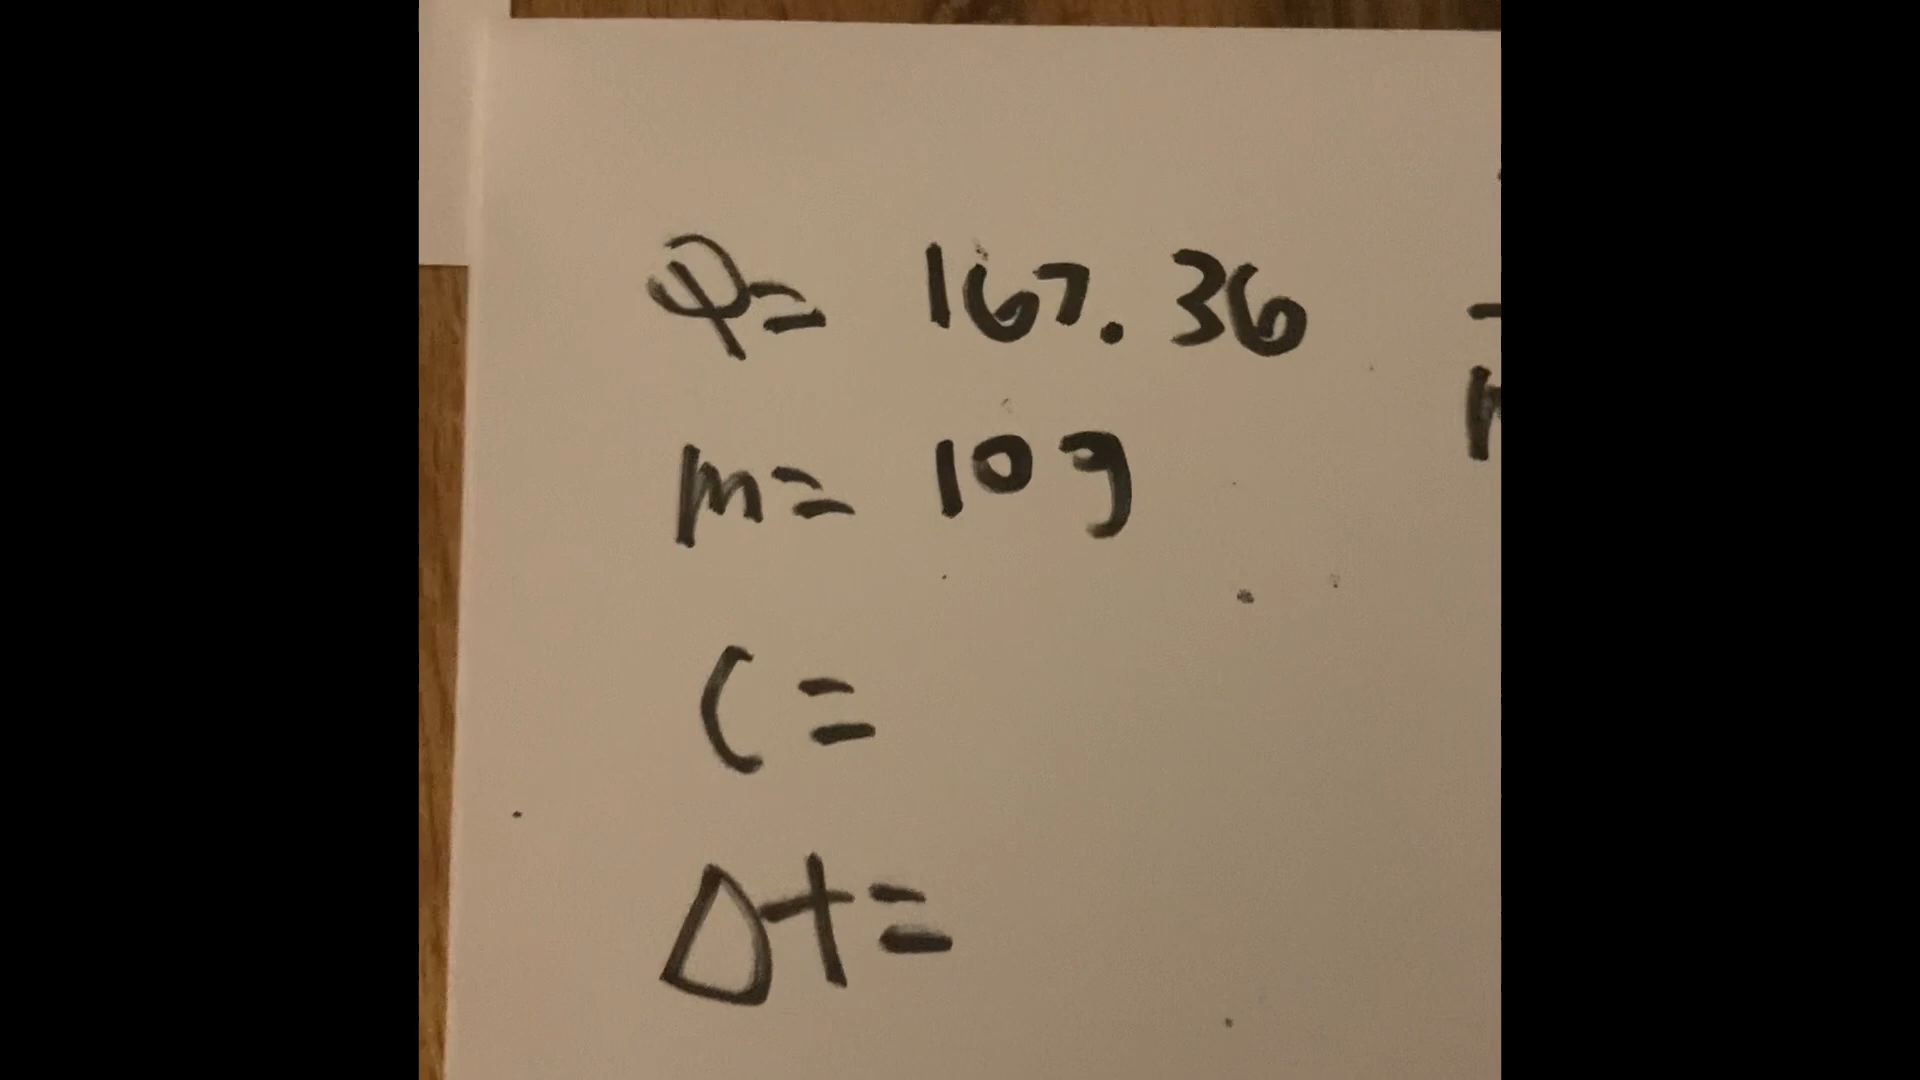 Q= 167.36
m= 10g
C=
Δt=